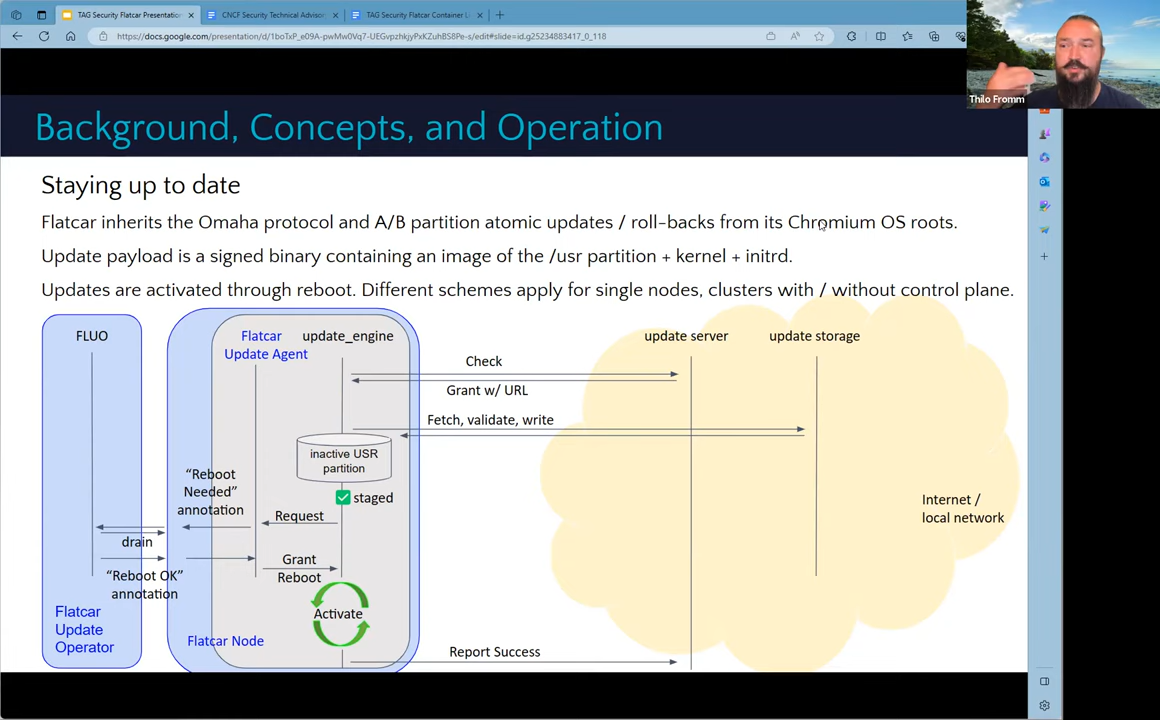 TAG Security Flatcar Presentation
CNCF Security Technical Advisor
TAG Security Flatcar Container L
https://docs.google.com/presentation/d/1boTxP_e09A-pwMw0Vq7-UEGvpzhkjyPxKZuhBS8Pe-s/edit#slide=id.g25234883417_0_118
Thilo Fromm
Background, Concepts, and Operation
Staying up to date
Flatcar inherits the Omaha protocol and A/B partition atomic updates / roll-backs from its Chromium OS roots.
Update payload is a signed binary containing an image of the /usr partition + kernel + initrd.
Updates are activated through reboot. Different schemes apply for single nodes, clusters with / without control plane.
FLUO
Flatcar
Update Agent
update_engine
update server
update storage
Check
Grant w/ URL
Fetch, validate, write
inactive USR
partition
“Reboot
Needed”
annotation
staged
Request
Internet /
local network
drain
Grant
Reboot
“Reboot OK”
annotation
Activate
Flatcar
Update
Operator
Flatcar Node
Report Success